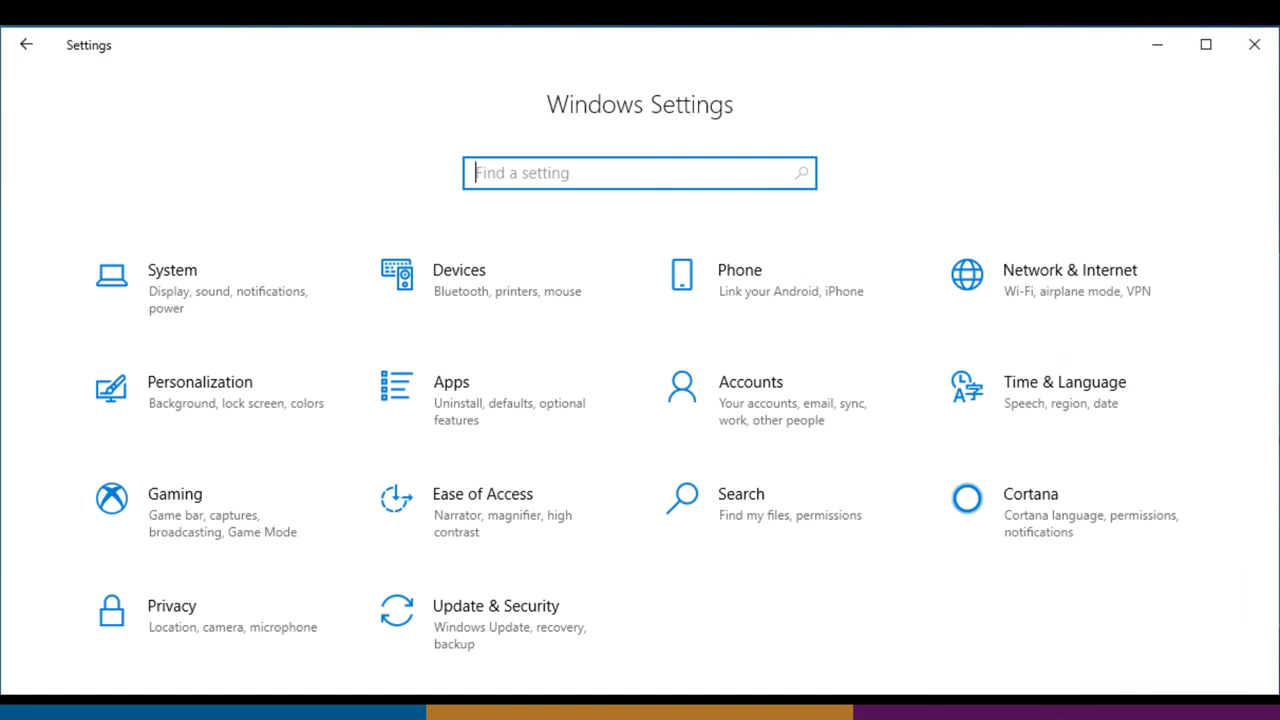 Settings
Windows Settings
Find a setting
System
Display, sound, notifications,
power
Devices
Bluetooth, printers, mouse
Phone
Link your Android, iPhone
Network & Internet
Wi-Fi, airplane mode, VPN
Personalization
Background, lock screen, colors
Apps
Uninstall, defaults, optional
features
Accounts
Your accounts, email, sync,
work, other people
Time & Language
Speech, region, date
Gaming
Game bar, captures,
broadcasting, Game Mode
Ease of Access
Narrator, magnifier, high
contrast
Search
Find my files, permissions
Cortana
Cortana language, permissions,
notifications
Privacy
Location, camera, microphone
Update & Security
Windows Update, recovery,
backup